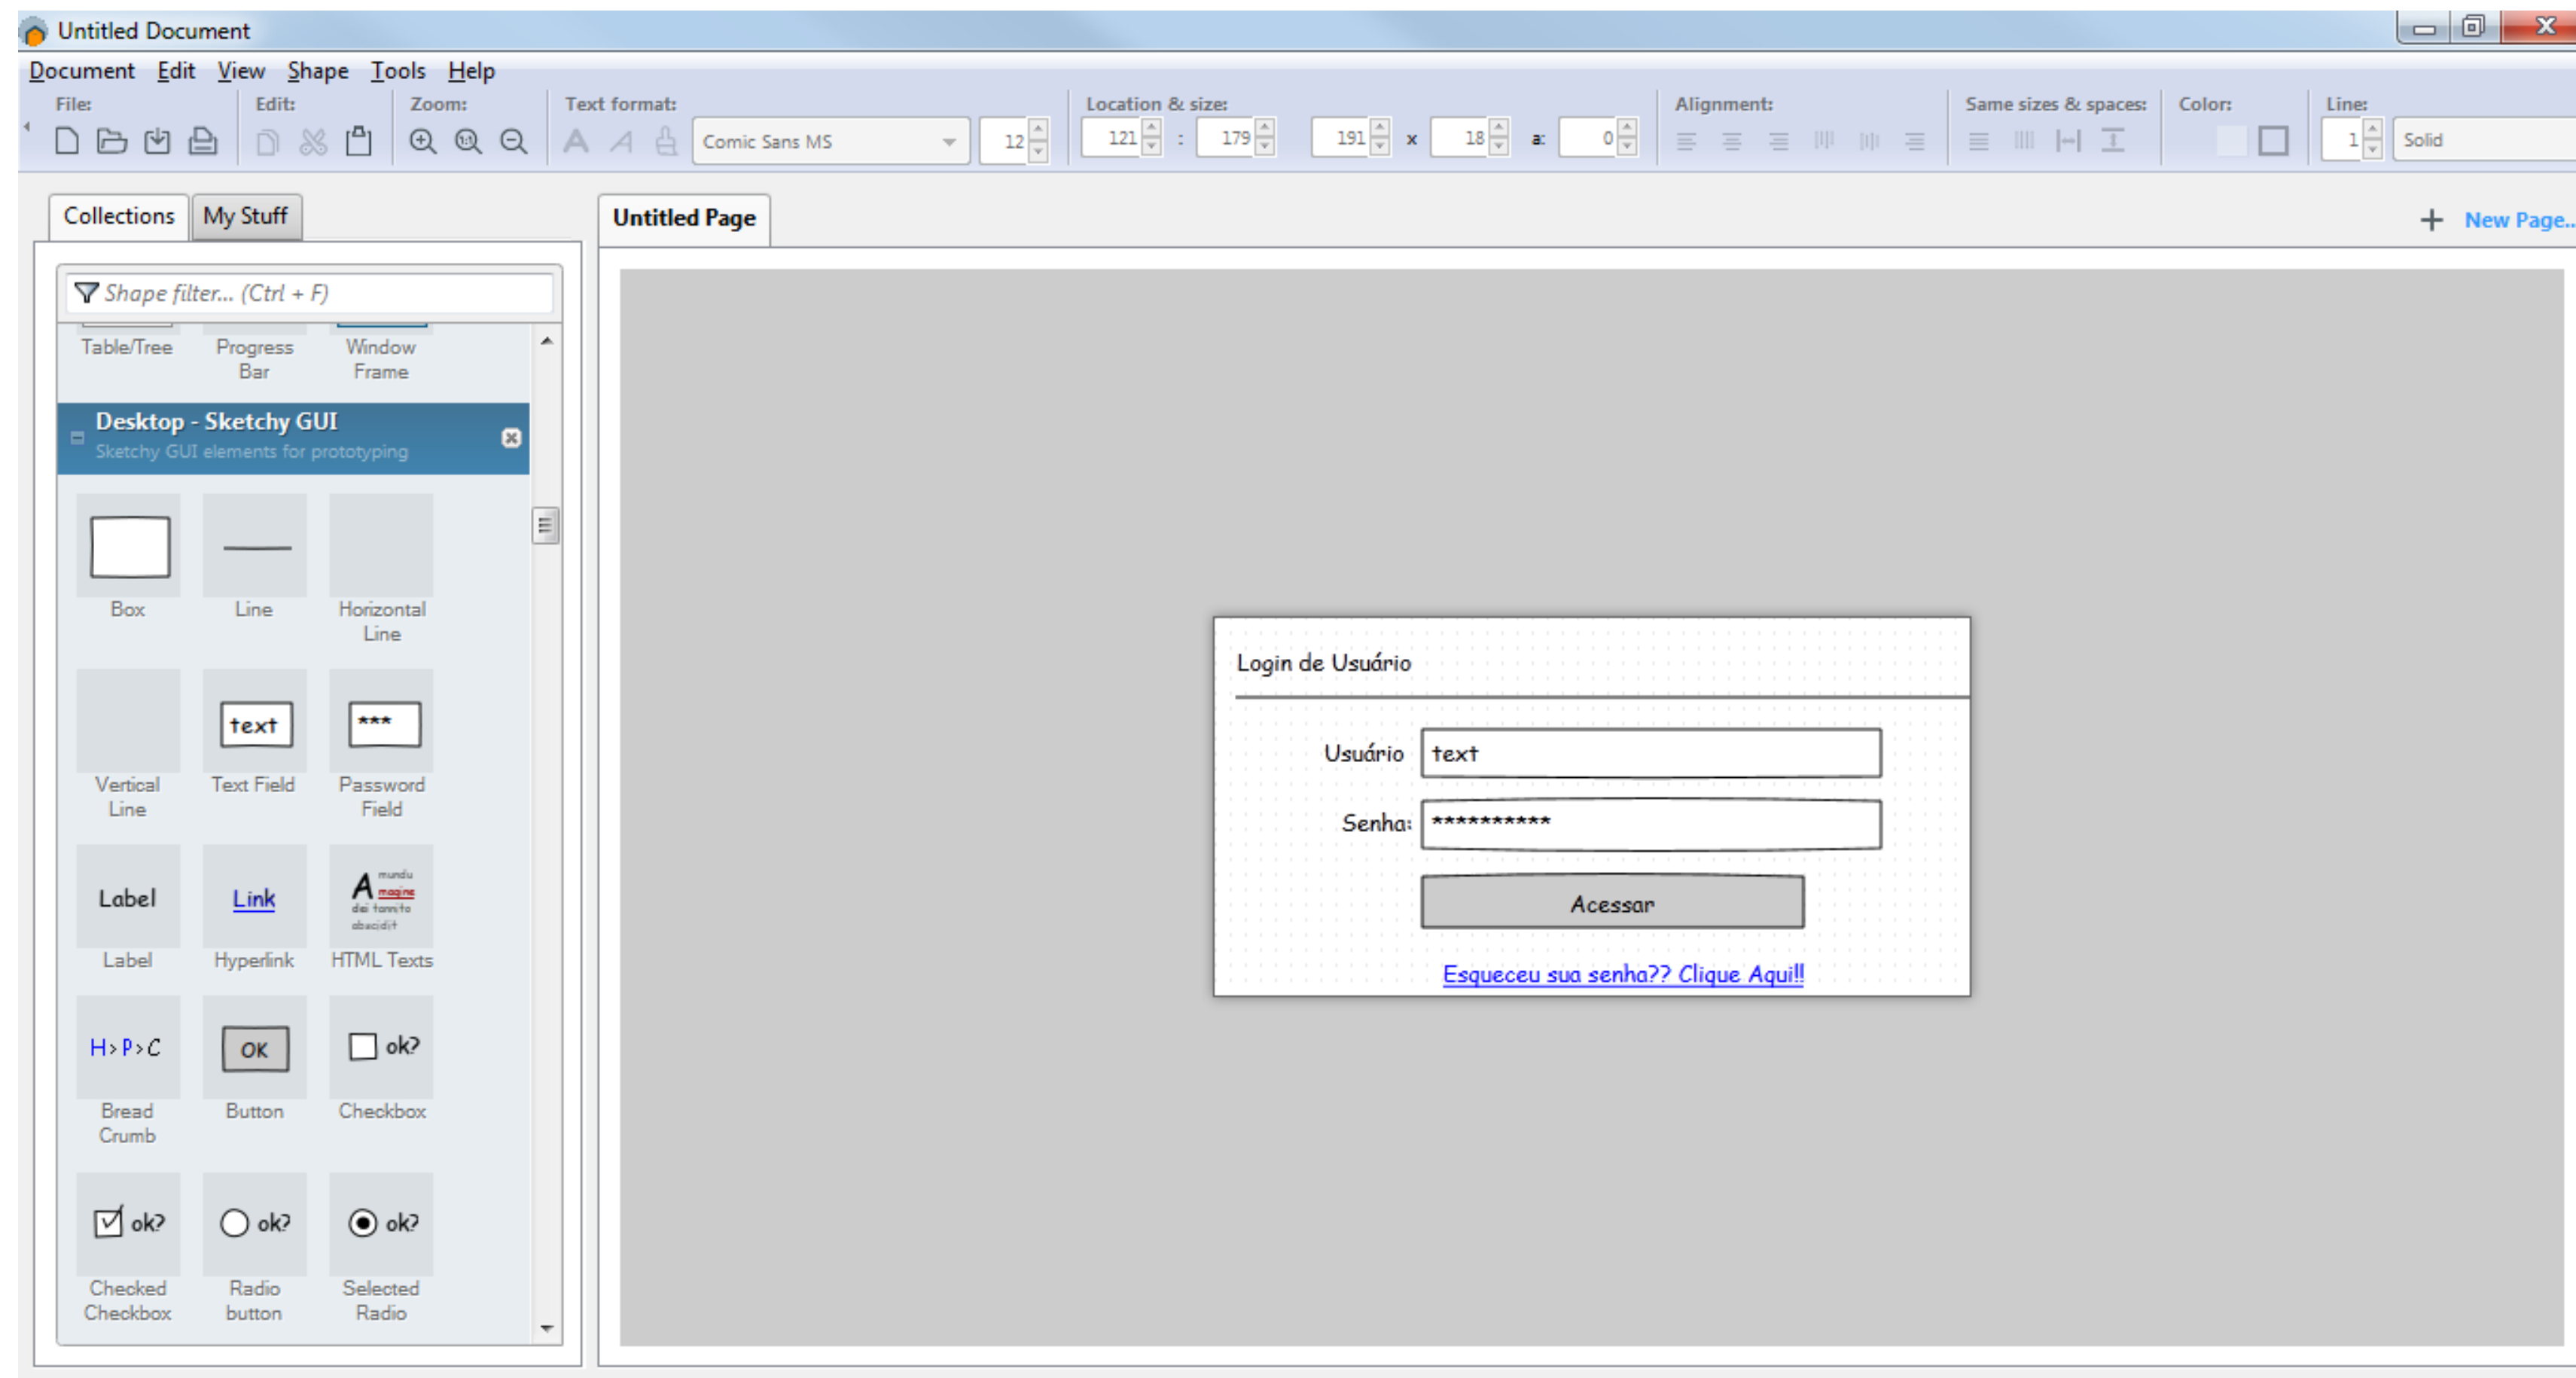 Untitled Document
Document Edit View Shape Tools Help
File: Edit: Zoom: Text format: Location & size: Alignment: Same sizes & spaces: Color: Line:
A A Comic Sans MS 12 121 : 179 191 x 18 a: 0 1 Solid
Collections My Stuff
Untitled Page
New Page...
Shape filter... (Ctrl + F)
Table/Tree Progress Bar Window Frame
Desktop - Sketchy GUI
Sketchy GUI elements for prototyping
Box Line Horizontal Line
text ***
Vertical Line Text Field Password Field
Label Link A mundu magine dei tannito abacidit
Label Hyperlink HTML Texts
H>P>C OK ok?
Bread Crumb Button Checkbox
ok? ok? ok?
Checked Checkbox Radio button Selected Radio
Login de Usuário
Usuário text
Senha: **********
Acessar
Esqueceu sua senha?? Clique Aqui!!